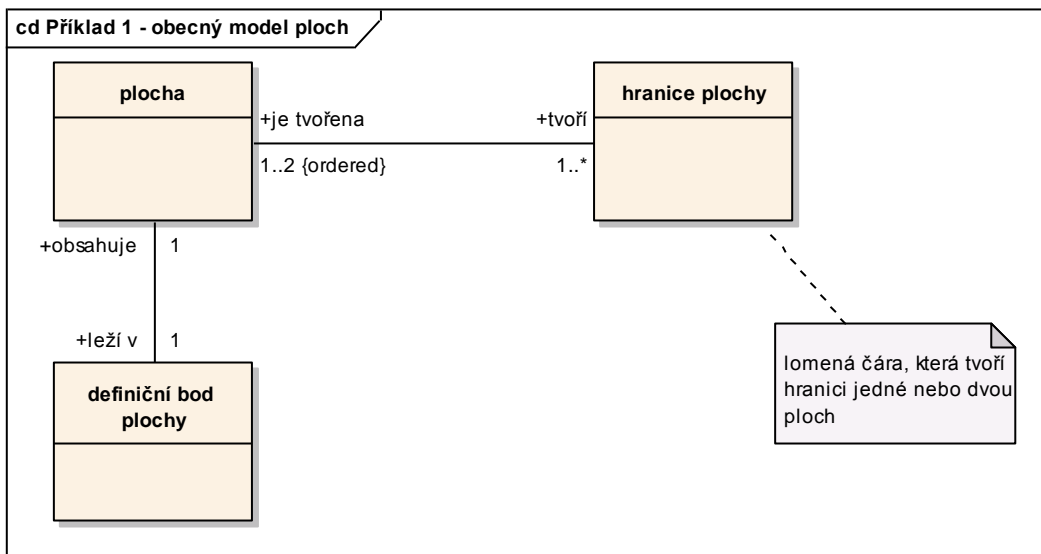 cd Příklad 1 - obecný model ploch
plocha
hranice plochy
+je tvořena
+tvoří
1..2 {ordered}
1..*
+obsahuje
1
+leží v
1
definiční bod
plochy
lomená čára, která tvoří
hranici jedné nebo dvou
ploch